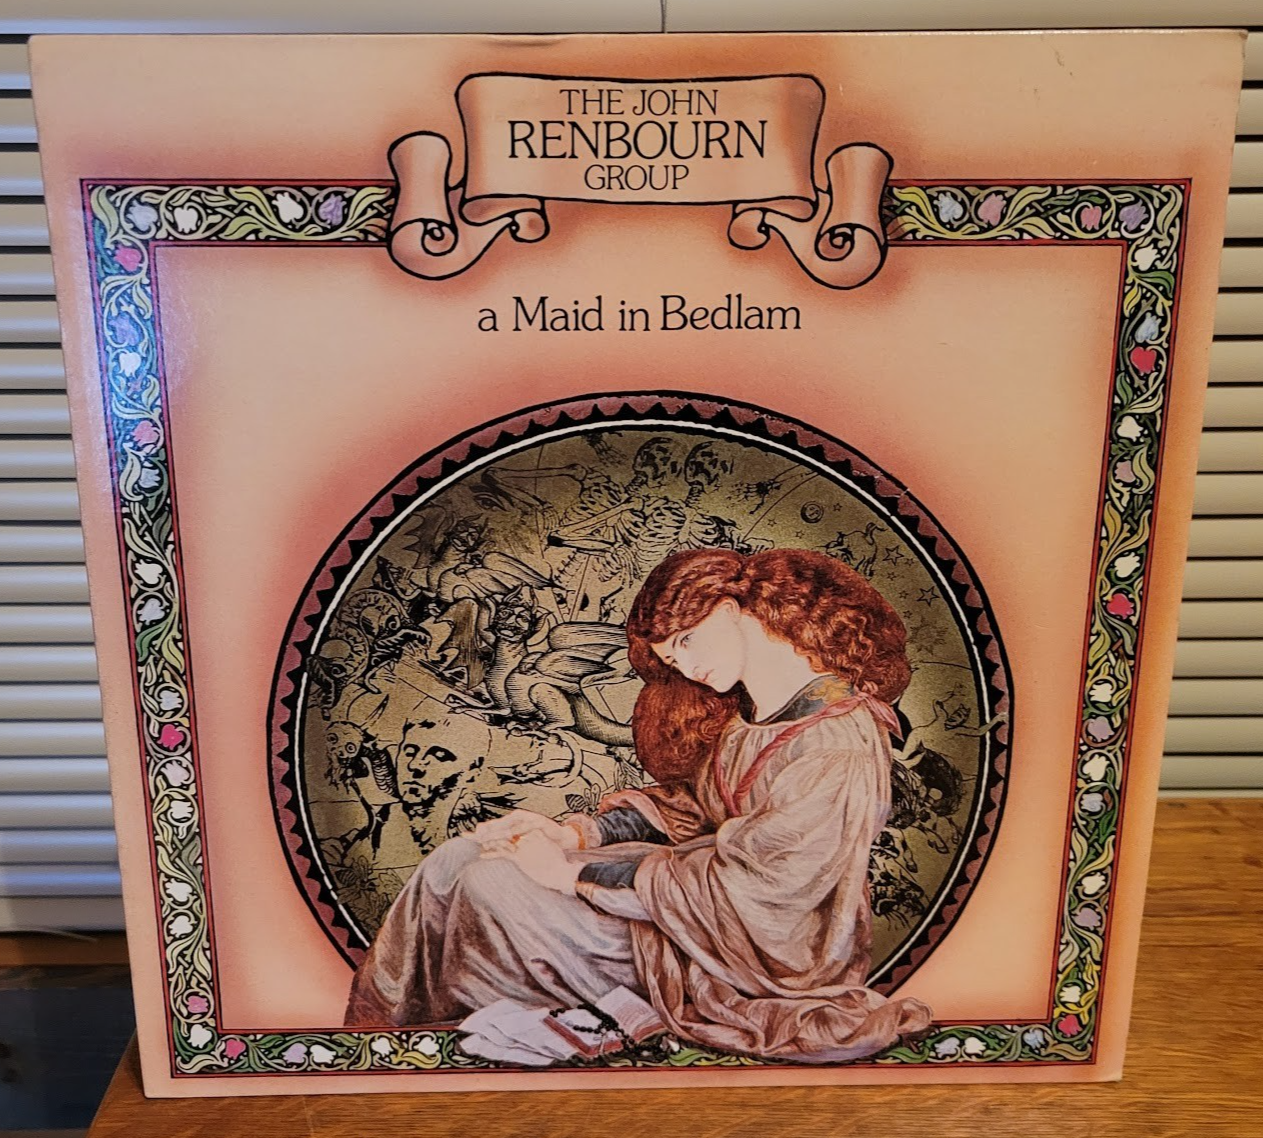 THE JOHN
RENBOURN
GROUP
a Maid in Bedlam